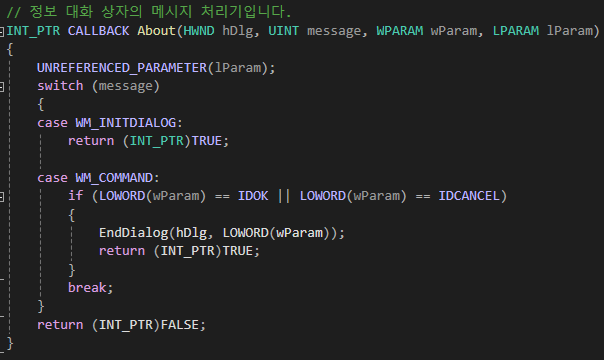 // 정보 대화 상자의 메시지 처리기입니다.
INT_PTR CALLBACK About(HWND hDlg, UINT message, WPARAM wParam, LPARAM lParam)
{
    UNREFERENCED_PARAMETER(lParam);
    switch (message)
    {
    case WM_INITDIALOG:
        return (INT_PTR)TRUE;

    case WM_COMMAND:
        if (LOWORD(wParam) == IDOK || LOWORD(wParam) == IDCANCEL)
        {
            EndDialog(hDlg, LOWORD(wParam));
            return (INT_PTR)TRUE;
        }
        break;
    }
    return (INT_PTR)FALSE;
}